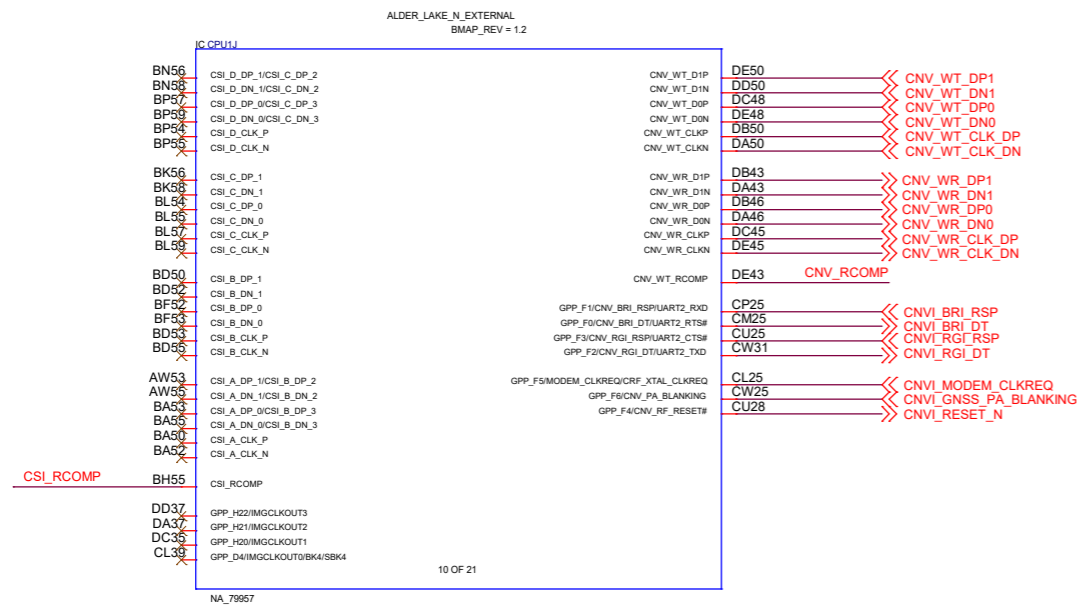 ALDER_LAKE_N_EXTERNAL
BMAP_REV = 1.2
IC CPU1J
BN56 CSI_D_DP_1/CSI_C_DP_2 CNV_WT_D1P DE50 CNV_WT_DP1
BN58 CSI_D_DN_1/CSI_C_DN_2 CNV_WT_D1N DD50 CNV_WT_DN1
BP57 CSI_D_DP_0/CSI_C_DP_3 CNV_WT_D0P DC48 CNV_WT_DP0
BP59 CSI_D_DN_0/CSI_C_DN_3 CNV_WT_D0N DE48 CNV_WT_DN0
BP54 CSI_D_CLK_P CNV_WT_CLKP DB50 CNV_WT_CLK_DP
BP55 CSI_D_CLK_N CNV_WT_CLKN DA50 CNV_WT_CLK_DN
BK56 CSI_C_DP_1 CNV_WR_D1P DB43 CNV_WR_DP1
BK58 CSI_C_DN_1 CNV_WR_D1N DA43 CNV_WR_DN1
BL54 CSI_C_DP_0 CNV_WR_D0P DB46 CNV_WR_DP0
BL55 CSI_C_DN_0 CNV_WR_D0N DA46 CNV_WR_DN0
BL57 CSI_C_CLK_P CNV_WR_CLKP DC45 CNV_WR_CLK_DP
BL59 CSI_C_CLK_N CNV_WR_CLKN DE45 CNV_WR_CLK_DN
BD50 CSI_B_DP_1 CNV_WT_RCOMP DE43 CNV_RCOMP
BD52 CSI_B_DN_1
BF52 CSI_B_DP_0 GPP_F1/CNV_BRI_RSP/UART2_RXD CP25 CNVI_BRI_RSP
BF53 CSI_B_DN_0 GPP_F0/CNV_BRI_DT/UART2_RTS# CM25 CNVI_BRI_DT
BD53 CSI_B_CLK_P GPP_F3/CNV_RGI_RSP/UART2_CTS# CU25 CNVI_RGI_RSP
BD55 CSI_B_CLK_N GPP_F2/CNV_RGI_DT/UART2_TXD CW31 CNVI_RGI_DT
AW53 CSI_A_DP_1/CSI_B_DP_2 GPP_F5/MODEM_CLKREQ/CRF_XTAL_CLKREQ CL25 CNVI_MODEM_CLKREQ
AW55 CSI_A_DN_1/CSI_B_DN_2 GPP_F6/CNV_PA_BLANKING CW25 CNVI_GNSS_PA_BLANKING
BA53 CSI_A_DP_0/CSI_B_DP_3 GPP_F4/CNV_RF_RESET# CU28 CNVI_RESET_N
BA55 CSI_A_DN_0/CSI_B_DN_3
BA50 CSI_A_CLK_P
BA52 CSI_A_CLK_N
CSI_RCOMP BH55 CSI_RCOMP
DD37 GPP_H22/IMGCLKOUT3
DA37 GPP_H21/IMGCLKOUT2
DC35 GPP_H20/IMGCLKOUT1
CL39 GPP_D4/IMGCLKOUT0/BK4/SBK4
10 OF 21
NA_79957